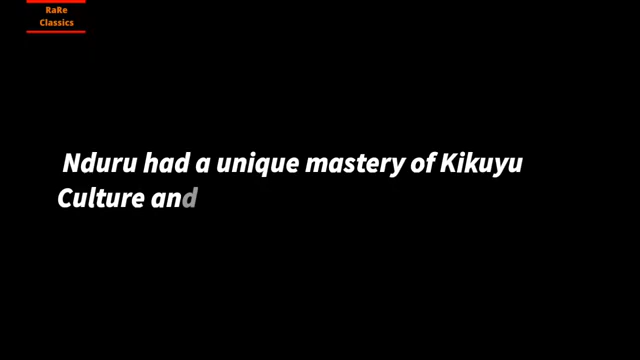 RaRe
Classics
Nduru had a unique mastery of Kikuyu
Culture and